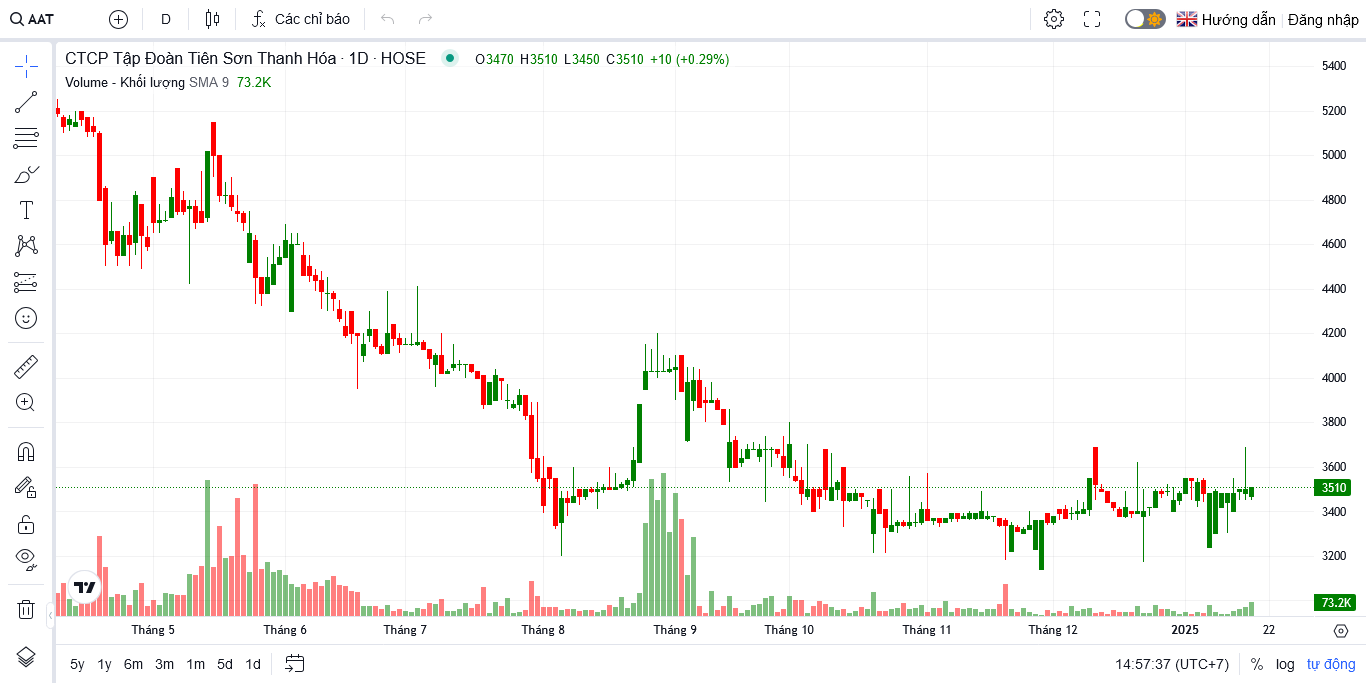 AAT D Các chỉ báo Hướng dẫn Đăng nhập
CTCP Tập Đoàn Tiên Sơn Thanh Hóa · 1D · HOSE O3470 H3510 L3450 C3510 +10 (+0.29%)
Volume - Khối lượng SMA 9 73.2K
5400
5200
5000
4800
4600
4400
4200
4000
3800
3600
3510
3400
3200
73.2K
Tháng 5 Tháng 6 Tháng 7 Tháng 8 Tháng 9 Tháng 10 Tháng 11 Tháng 12 2025 22
5y 1y 6m 3m 1m 5d 1d 14:57:37 (UTC+7) % log tự động